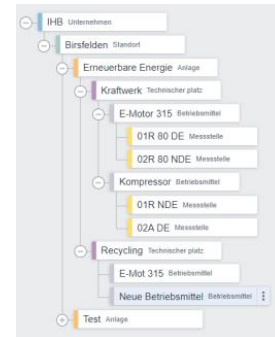 IHB Unternehmen
Birsfelden Standort
Erneuerbare Energie Anlage
Kraftwerk Technischer platz
E-Motor 315 Betriebsmittel
01R 80 DE Messstelle
02R 80 NDE Messstelle
Kompressor Betriebsmittel
01R NDE Messstelle
02A DE Messstelle
Recycling Technischer platz
E-Mot 315 Betriebsmittel
Neue Betriebsmittel Betriebsmittel
Test Anlage